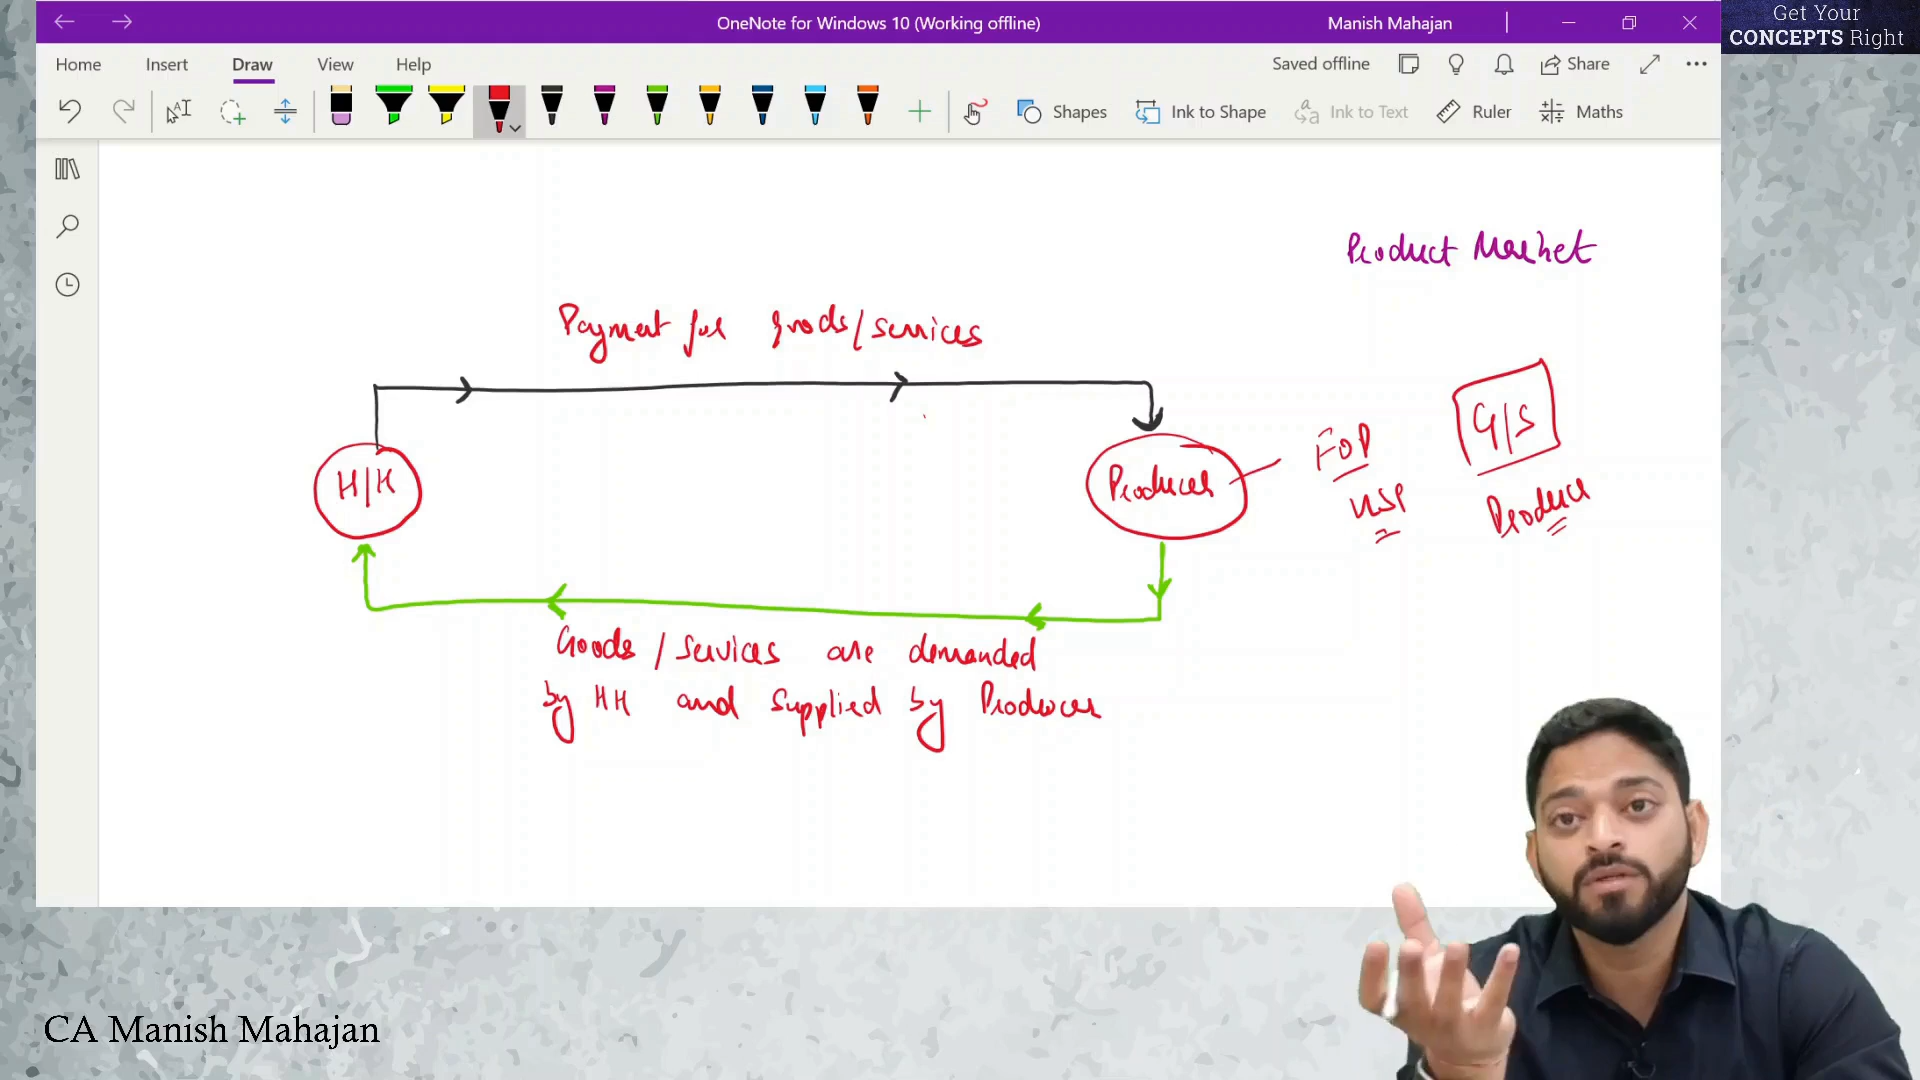 OneNote for Windows 10 (Working offline)
Manish Mahajan
Get Your
CONCEPTS Right
Home Insert Draw View Help
Saved offline
Share
Shapes
Ink to Shape
Ink to Text
Ruler
Maths
Product Market
Payment for goods/services
H/H
Producer
FOP
USP
G/S
Produce
Goods / Services are demanded
by HH and supplied by Producer
CA Manish Mahajan